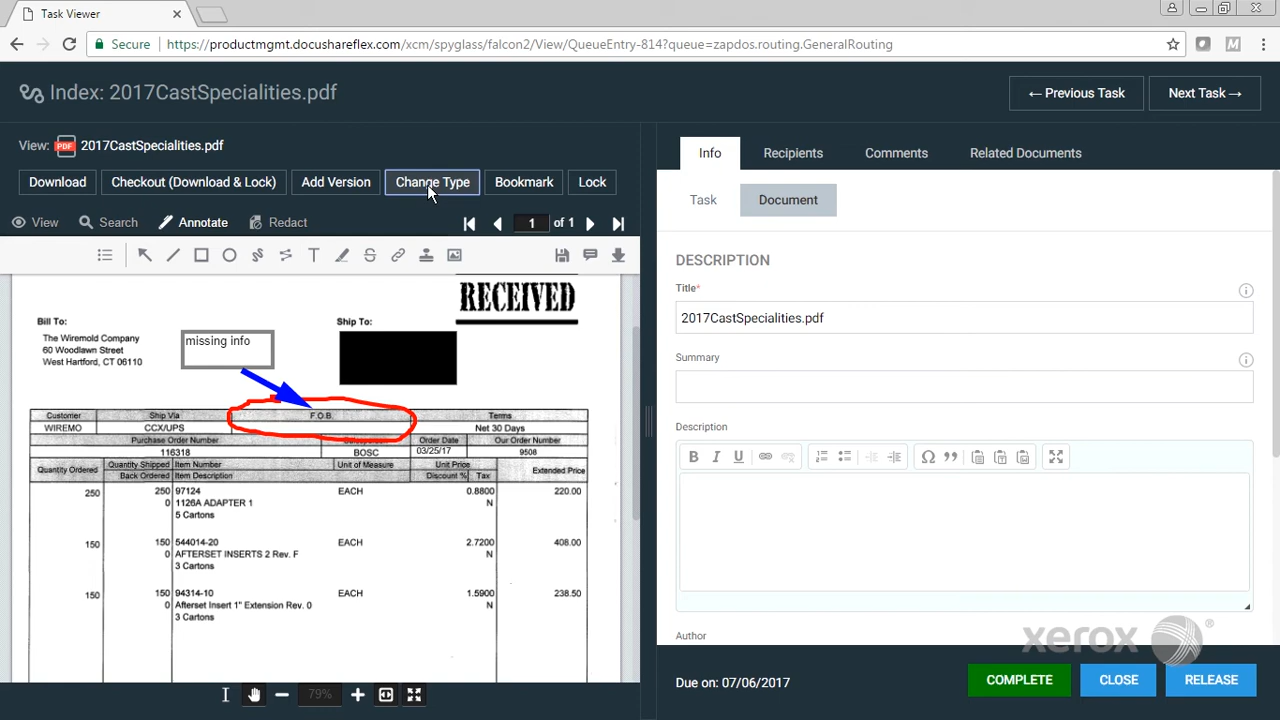 Task Viewer
Secure https://productmgmt.docushareflex.com/xcm/spyglass/falcon2/View/QueueEntry-814?queue=zapdos.routing.GeneralRouting
Index: 2017CastSpecialities.pdf
← Previous Task
Next Task →
View: PDF 2017CastSpecialities.pdf
Download
Checkout (Download & Lock)
Add Version
Change Type
Bookmark
Lock
View
Search
Annotate
Redact
1 of 1
RECEIVED
Bill To:
The Wiremold Company
60 Woodlawn Street
West Hartford, CT 06110
missing info
Ship To:
Customer Ship Via F.O.B. Terms
WIREMO CCX/UPS Net 30 Days
Purchase Order Number Salesperson Order Date Our Order Number
116318 BOSC 03/25/17 9508
Quantity Ordered Quantity Shipped Item Number Unit of Measure Unit Price Extended Price
Back Ordered Item Description Discount % Tax
250 250 97124 EACH 0.8800 220.00
0 1126A ADAPTER 1 N
5 Cartons
150 150 544014-20 EACH 2.7200 408.00
0 AFTERSET INSERTS 2 Rev. F N
3 Cartons
150 150 94314-10 EACH 1.5900 238.50
0 Afterset Insert 1" Extension Rev. 0 N
3 Cartons
79%
Info
Recipients
Comments
Related Documents
Task
Document
DESCRIPTION
Title*
2017CastSpecialities.pdf
Summary
Description
B I U
Author
xerox ®
Due on: 07/06/2017
COMPLETE
CLOSE
RELEASE